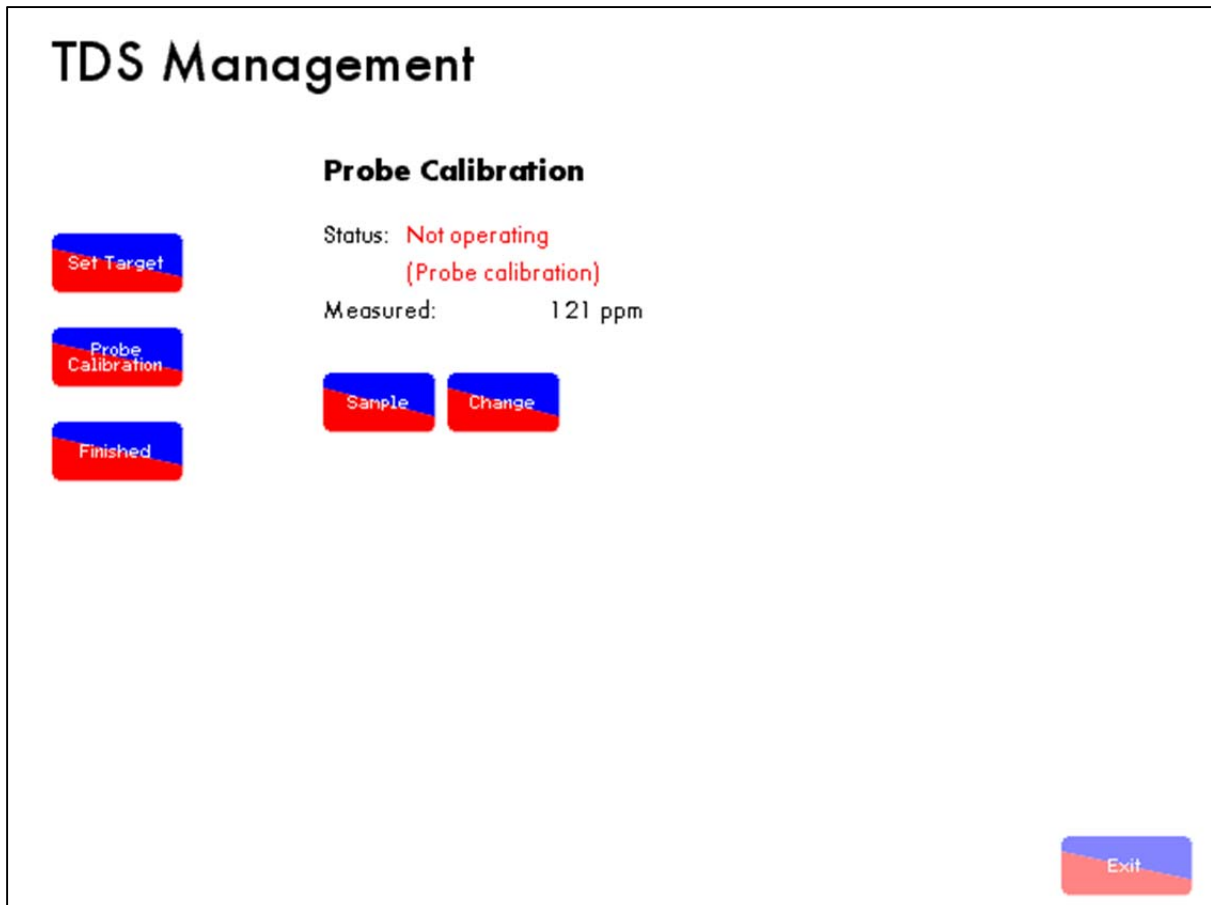 TDS Management
Probe Calibration
Status: Not operating
(Probe calibration)
Measured: 121 ppm
Set Target
Probe
Calibration
Finished
Sample
Change
Exit